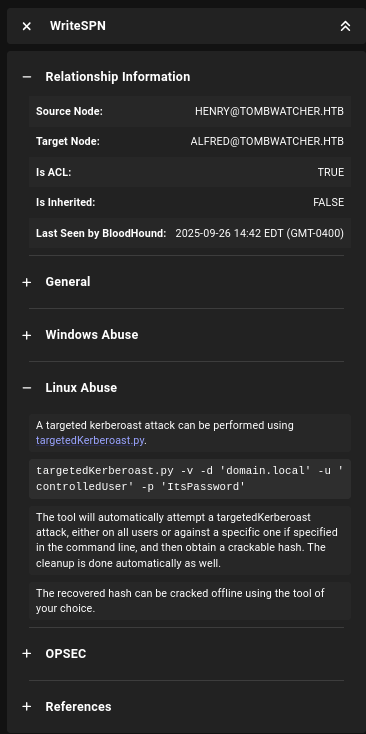 WriteSPN
Relationship Information
Source Node: HENRY@TOMBWATCHER.HTB
Target Node: ALFRED@TOMBWATCHER.HTB
Is ACL: TRUE
Is Inherited: FALSE
Last Seen by BloodHound: 2025-09-26 14:42 EDT (GMT-0400)
General
Windows Abuse
Linux Abuse
A targeted kerberoast attack can be performed using
targetedKerberoast.py.
targetedKerberoast.py -v -d 'domain.local' -u '
controlledUser' -p 'ItsPassword'
The tool will automatically attempt a targetedKerberoast
attack, either on all users or against a specific one if specified
in the command line, and then obtain a crackable hash. The
cleanup is done automatically as well.
The recovered hash can be cracked offline using the tool of
your choice.
OPSEC
References